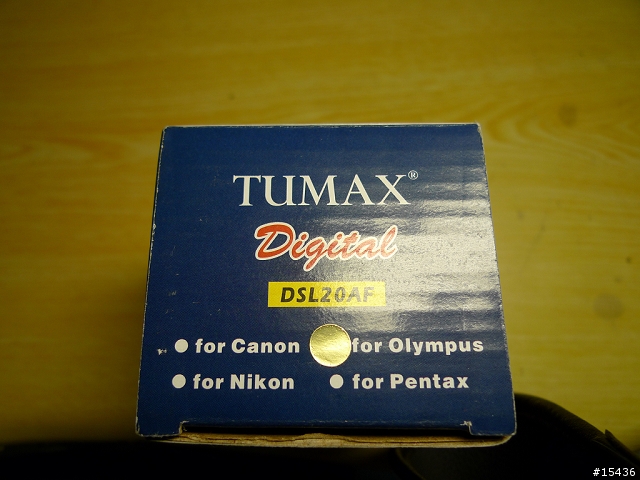 TUMAX®
Digital
DSL20AF
● for Canon for Olympus
● for Nikon ● for Pentax
#15436